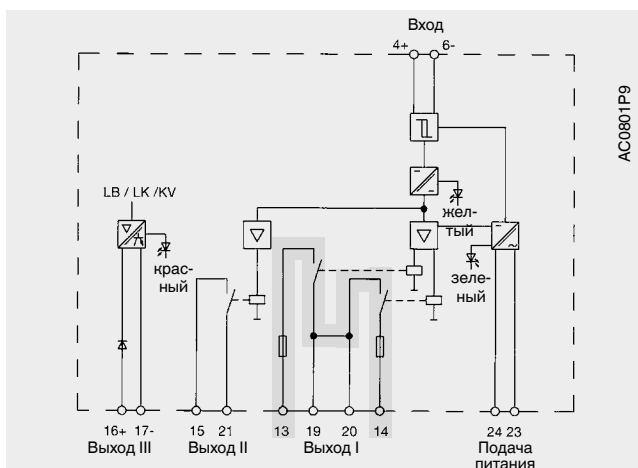 Вход
4+ 6-
AC0801P9
LB / LK /KV
жел-
тый
крас-
ный
зеле-
ный
16+ 17- 15 21 13 19 20 14 24 23
Выход III Выход II Выход I Подача
питания